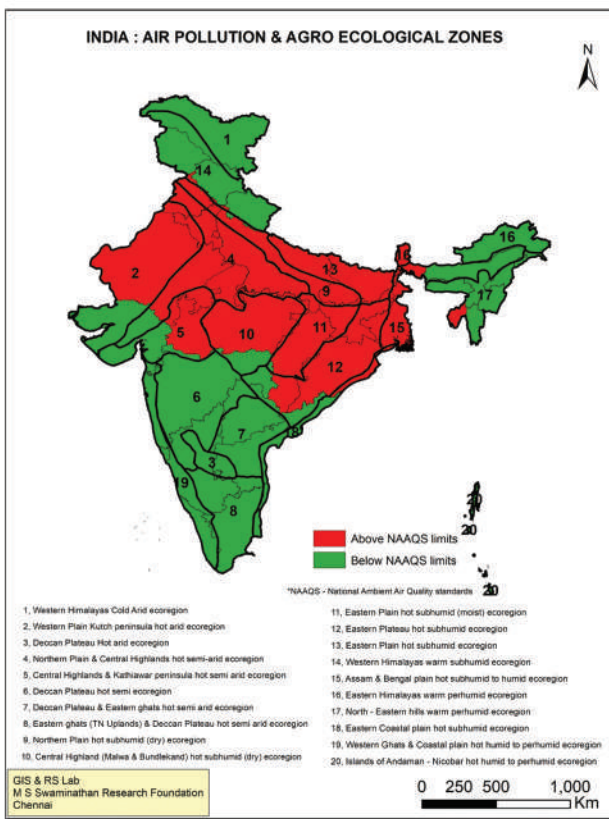 INDIA : AIR POLLUTION & AGRO ECOLOGICAL ZONES
N
1
14
2
4
13
16
16
9
17
5
10
11
15
12
6
7
18
3
19
8
20
20
20
Above NAAQS limits
Below NAAQS limits
*NAAQS - National Ambient Air Quality standards
1, Western Himalayas Cold Arid ecoregion
2, Western Plain Kutch peninsula hot arid ecoregion
3, Deccan Plateau Hot arid ecoregion
4, Northern Plain & Central Highlands hot semi-arid ecoregion
5, Central Highlands & Kathiawar peninsula hot semi arid ecoregion
6, Deccan Plateau hot semi ecoregion
7, Deccan Plateau & Eastern ghats hot semi arid ecoregion
8, Eastern ghats (TN Uplands) & Deccan Plateau hot semi arid ecoregion
9, Northern Plain hot subhumid (dry) ecoregion
10, Central Highland (Malwa & Bundlekand) hot subhumid (dry) ecoregion
11, Eastern Plain hot subhumid (moist) ecoregion
12, Eastern Plateau hot subhumid ecoregion
13, Eastern Plain hot subhumid ecoregion
14, Western Himalayas warm subhumid ecoregion
15, Assam & Bengal plain hot subhumid to humid ecoregion
16, Eastern Himalayas warm perhumid ecoregion
17, North - Eastern hills warm perhumid ecoregion
18, Eastern Coastal plain hot subhumid ecoregion
19, Western Ghats & Coastal plain hot humid to perhumid ecoregion
20, Islands of Andaman - Nicobar hot humid to perhumid ecoregion
GIS & RS Lab
M S Swaminathan Research Foundation
Chennai
0 250 500 1,000
Km